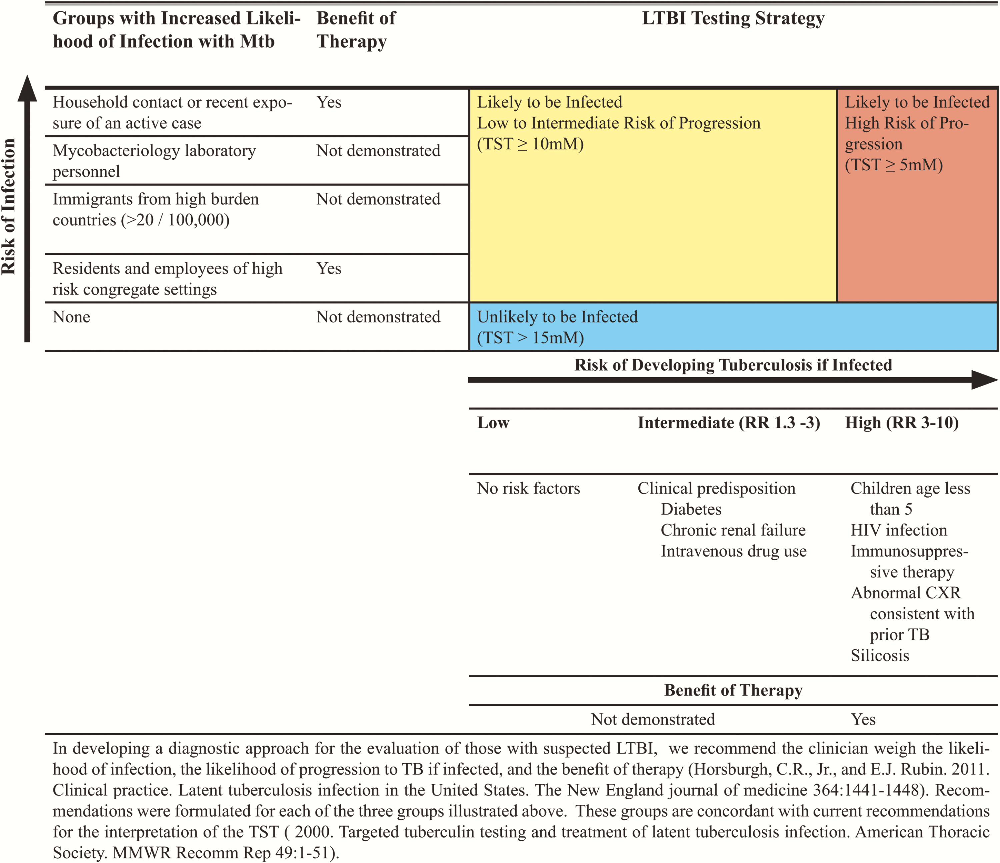 Groups with Increased Likeli-
hood of Infection with Mtb
Benefit of
Therapy
LTBI Testing Strategy
Risk of Infection
Household contact or recent expo-
sure of an active case
Yes
Mycobacteriology laboratory
personnel
Not demonstrated
Immigrants from high burden
countries (>20 / 100,000)
Not demonstrated
Residents and employees of high
risk congregate settings
Yes
None
Not demonstrated
Likely to be Infected
Low to Intermediate Risk of Progression
(TST ≥ 10mM)
Likely to be Infected
High Risk of Pro-
gression
(TST ≥ 5mM)
Unlikely to be Infected
(TST > 15mM)
Risk of Developing Tuberculosis if Infected
Low
Intermediate (RR 1.3 -3)
High (RR 3-10)
No risk factors
Clinical predisposition
Diabetes
Chronic renal failure
Intravenous drug use
Children age less
than 5
HIV infection
Immunosuppres-
sive therapy
Abnormal CXR
consistent with
prior TB
Silicosis
Benefit of Therapy
Not demonstrated
Yes
In developing a diagnostic approach for the evaluation of those with suspected LTBI,  we recommend the clinician weigh the likeli-
hood of infection, the likelihood of progression to TB if infected, and the benefit of therapy (Horsburgh, C.R., Jr., and E.J. Rubin. 2011.
Clinical practice. Latent tuberculosis infection in the United States. The New England journal of medicine 364:1441-1448). Recom-
mendations were formulated for each of the three groups illustrated above.  These groups are concordant with current recommendations
for the interpretation of the TST ( 2000. Targeted tuberculin testing and treatment of latent tuberculosis infection. American Thoracic
Society. MMWR Recomm Rep 49:1-51).